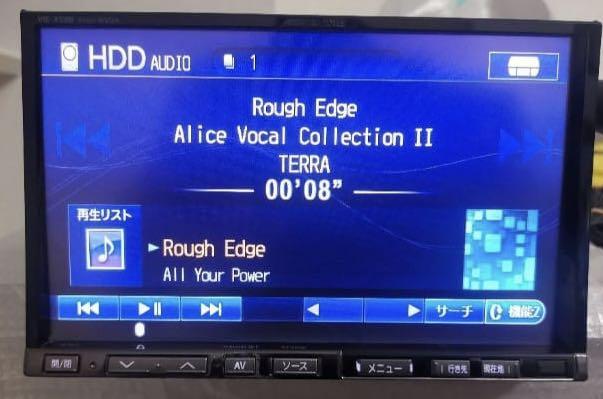 HDD AUDIO 1
Rough Edge
Alice Vocal Collection II
TERRA
00'08"
再生リスト
►Rough Edge
All Your Power
サーチ
機能
開/閉
AV
ソース
メニュー
行き先
現在地